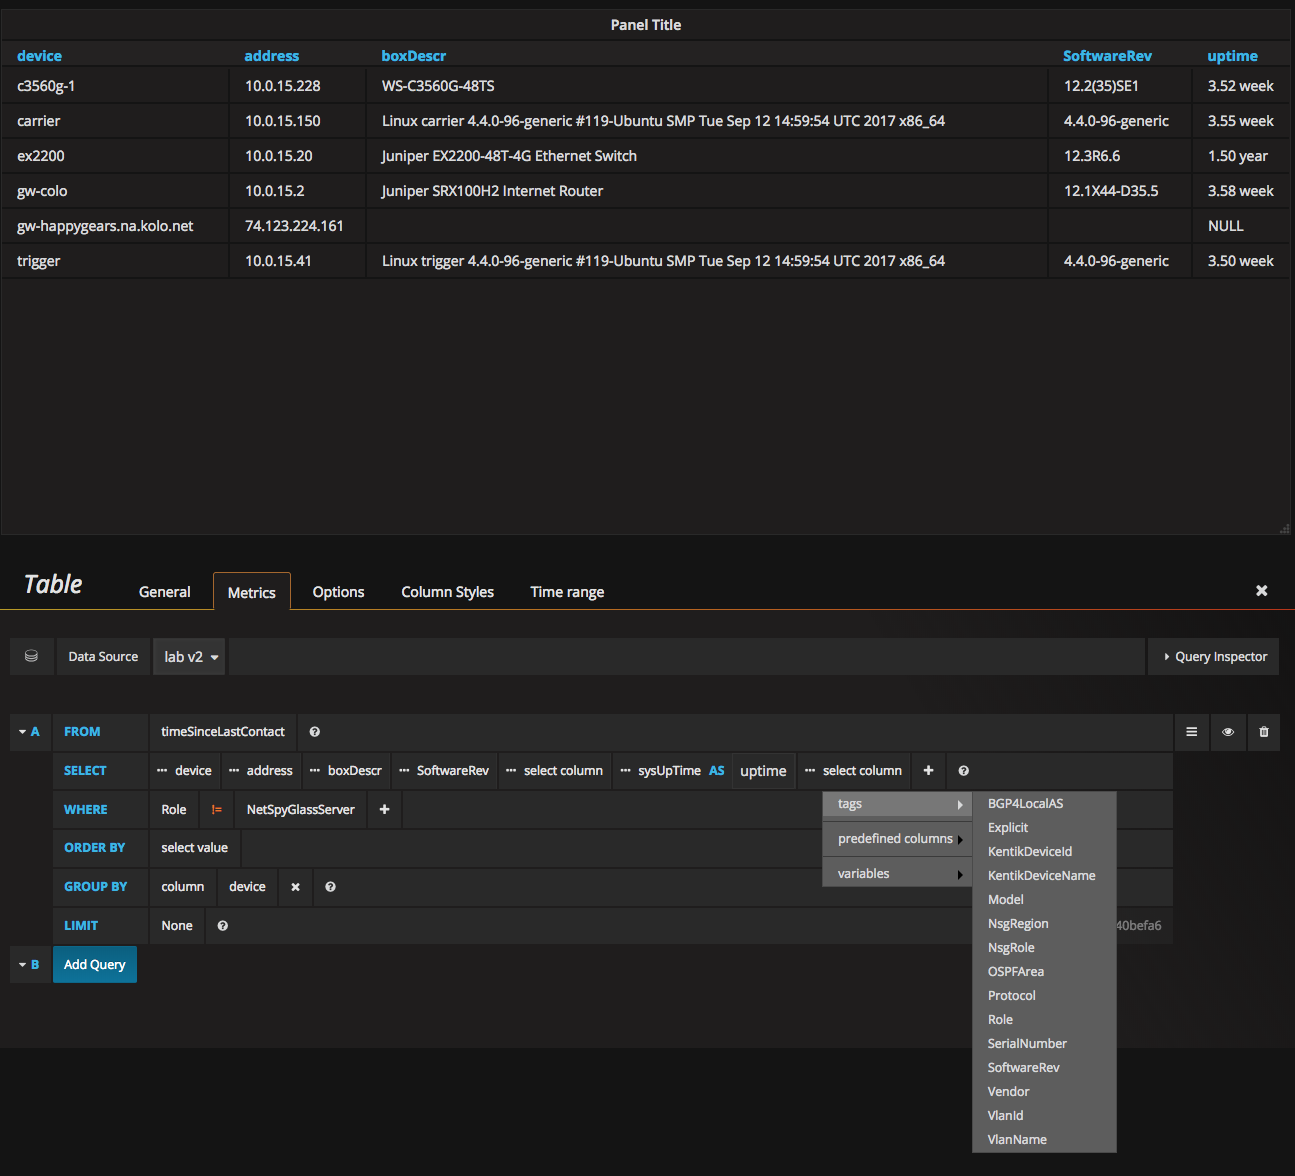 Panel Title
device address boxDescr SoftwareRev uptime
c3560g-1 10.0.15.228 WS-C3560G-48TS 12.2(35)SE1 3.52 week
carrier 10.0.15.150 Linux carrier 4.4.0-96-generic #119-Ubuntu SMP Tue Sep 12 14:59:54 UTC 2017 x86_64 4.4.0-96-generic 3.55 week
ex2200 10.0.15.20 Juniper EX2200-48T-4G Ethernet Switch 12.3R6.6 1.50 year
gw-colo 10.0.15.2 Juniper SRX100H2 Internet Router 12.1X44-D35.5 3.58 week
gw-happygears.na.kolo.net 74.123.224.161 NULL
trigger 10.0.15.41 Linux trigger 4.4.0-96-generic #119-Ubuntu SMP Tue Sep 12 14:59:54 UTC 2017 x86_64 4.4.0-96-generic 3.50 week
Table General Metrics Options Column Styles Time range
Data Source lab v2 Query Inspector
A FROM timeSinceLastContact
SELECT device address boxDescr SoftwareRev select column sysUpTime AS uptime select column
WHERE Role != NetSpyGlassServer
ORDER BY select value
GROUP BY column device
LIMIT None 40befa6
B Add Query
tags
predefined columns
variables
BGP4LocalAS
Explicit
KentikDeviceId
KentikDeviceName
Model
NsgRegion
NsgRole
OSPFArea
Protocol
Role
SerialNumber
SoftwareRev
Vendor
VlanId
VlanName